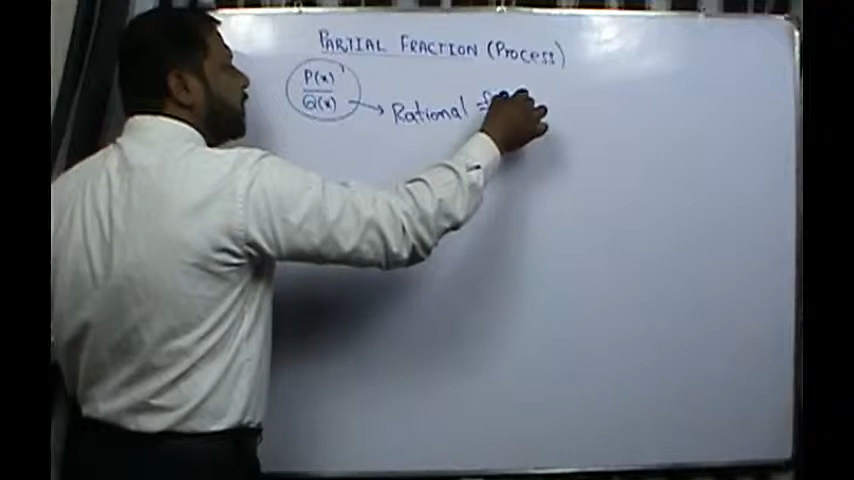 PARTIAL FRACTION (Process)
P(x)
Q(x)
Rational